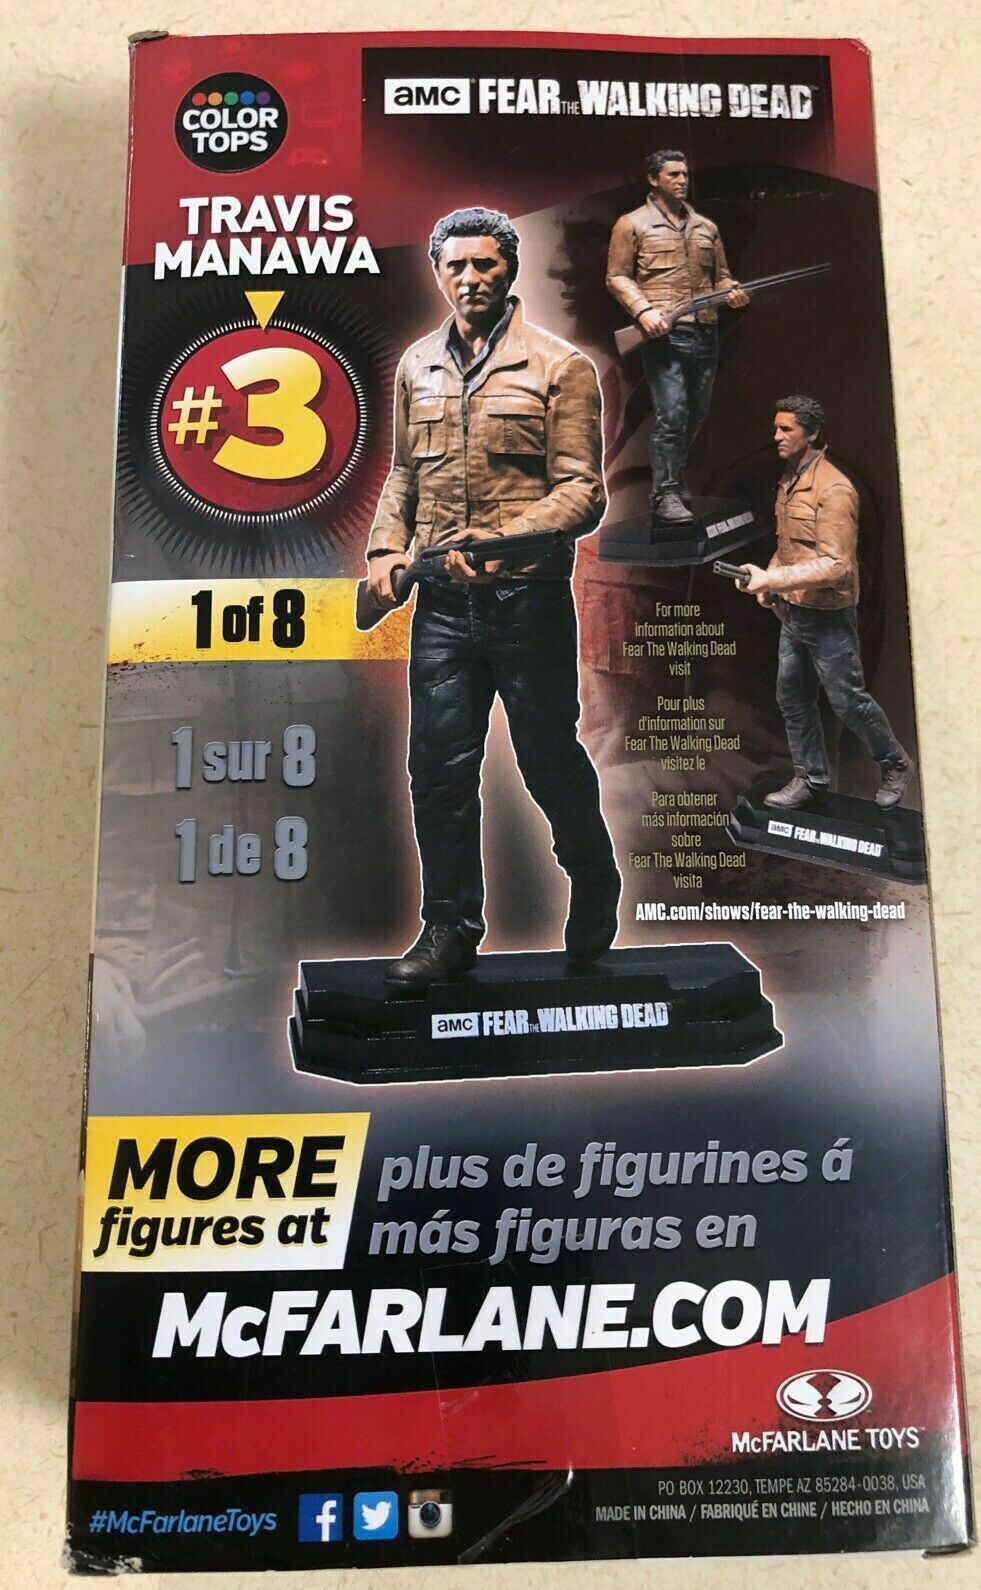 COLOR
TOPS
AMC FEAR THE WALKING DEAD
TRAVIS
MANAWA
#3
1 of 8
1 sur 8
1 de 8
For more
information about
Fear The Walking Dead
visit
Pour plus
d'information sur
Fear The Walking Dead
visitez le
Para obtener
más información
sobre
Fear The Walking Dead
visita
AMC.com/shows/fear-the-walking-dead
FEAR THE WALKING DEAD
amc FEAR THE WALKING DEAD
amc FEAR THE WALKING DEAD
MORE
figures at
plus de figurines á
más figuras en
McFARLANE.COM
McFARLANE TOYS
PO BOX 12230, TEMPE AZ 85284-0038, USA
MADE IN CHINA / FABRIQUÉ EN CHINE / HECHO EN CHINA
#McFarlaneToys